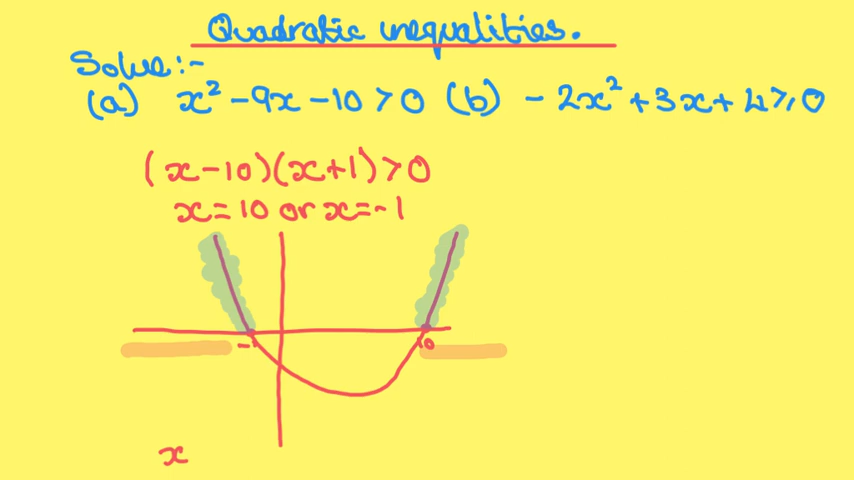 Quadratic inequalities.
Solve:-
(a) x² - 9x - 10 > 0 (b) - 2x² + 3x + 4 ≥ 0
(x - 10)(x + 1) > 0
x = 10 or x = -1
-1 10
x